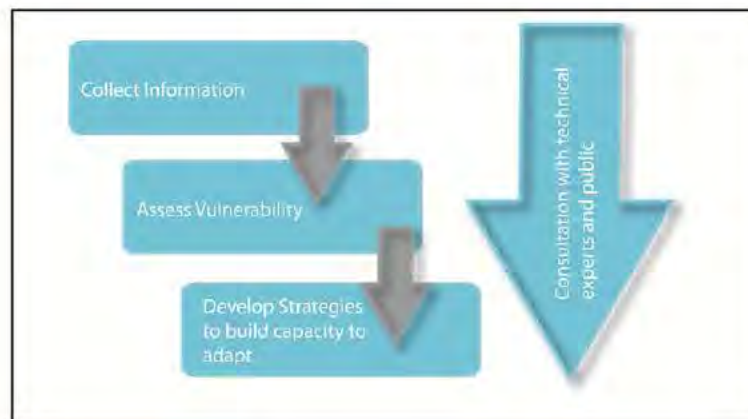 Collect Information
Assess Vulnerability
Develop Strategies
to build capacity to
adapt
Consultation with technical
experts and public